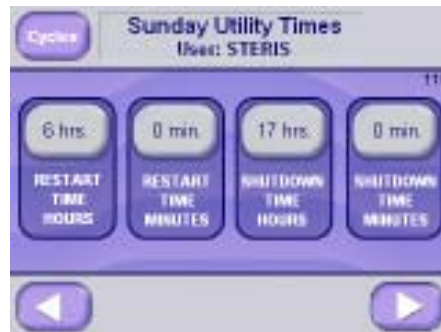 Cycles
Sunday Utility Times
User: STERIS
11
6 hrs.
RESTART
TIME
HOURS
0 min.
RESTART
TIME
MINUTES
17 hrs.
SHUTDOWN
TIME
HOURS
0 min.
SHUTDOWN
TIME
MINUTES